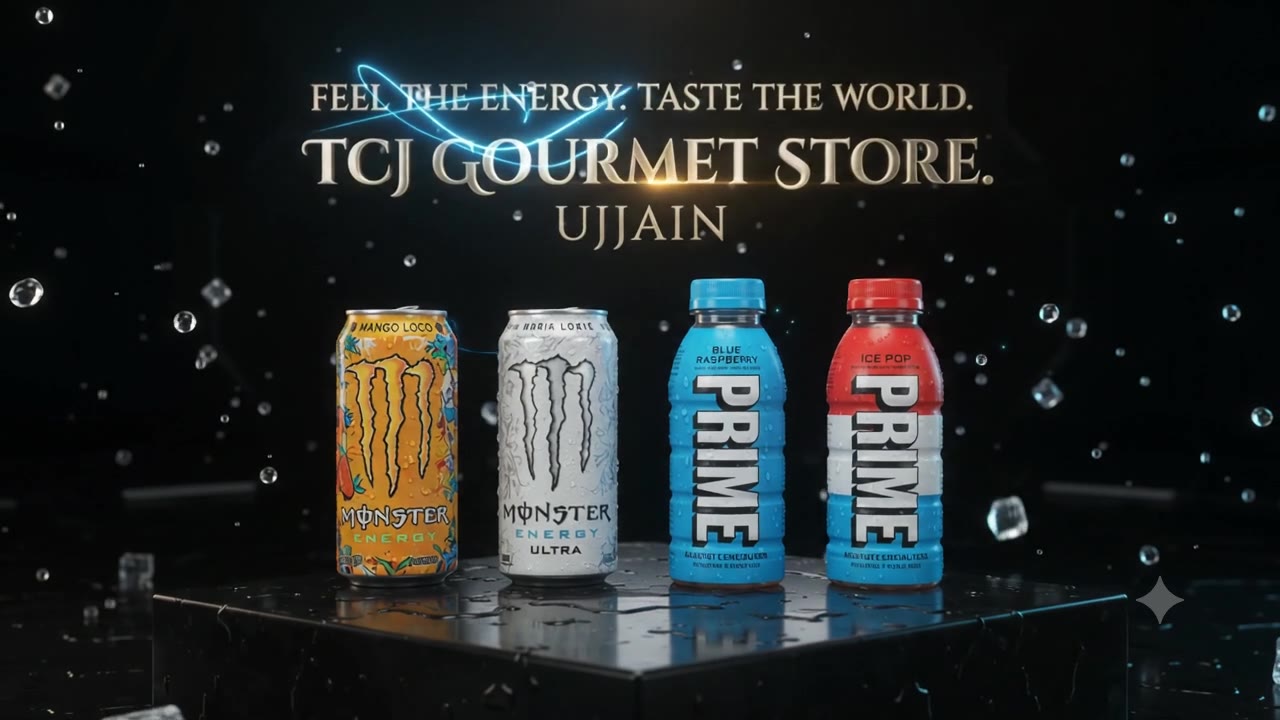 FEEL THE ENERGY. TASTE THE WORLD.
TCJ GOURMET STORE.
UJJAIN
MANGO LOCO
MONSTER
ENERGY
MONSTER
ENERGY
ULTRA
BLUE
RASPBERRY
PRIME
ICE POP
PRIME